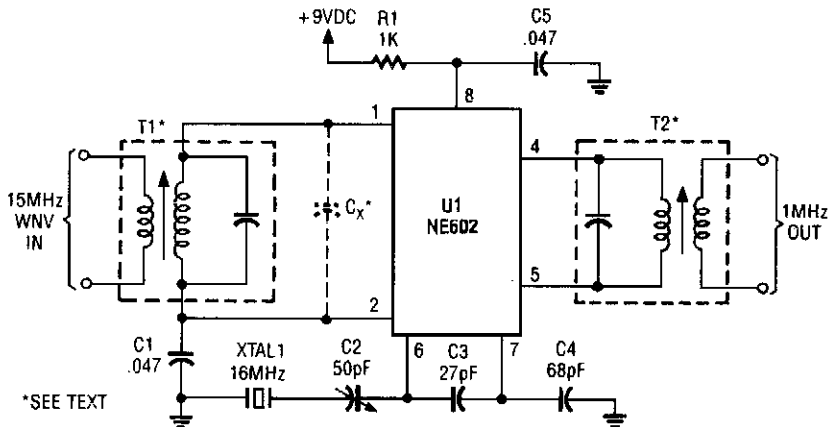 +9VDC
R1
1K
C5
.047
8
1
T1*
15MHz
WNV
IN
CX*
U1
NE602
4
T2*
1MHz
OUT
5
2
C1
.047
XTAL1
16MHz
C2
50pF
6
C3
27pF
7
C4
68pF
*SEE TEXT